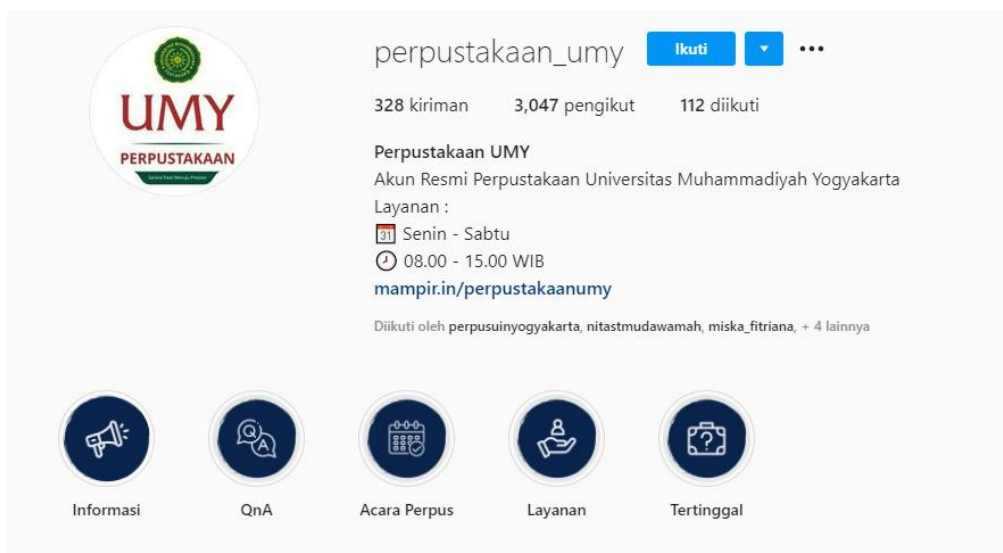 UMY
PERPUSTAKAAN
perpustakaan_umy Ikuti
328 kiriman 3,047 pengikut 112 diikuti
Perpustakaan UMY
Akun Resmi Perpustakaan Universitas Muhammadiyah Yogyakarta
Layanan :
31 Senin - Sabtu
08.00 - 15.00 WIB
mampir.in/perpustakaanumy
Diikuti oleh perpusuinyogyakarta, nitastmudawamah, miska_fitriana, + 4 lainnya
Q A
?
Informasi QnA Acara Perpus Layanan Tertinggal